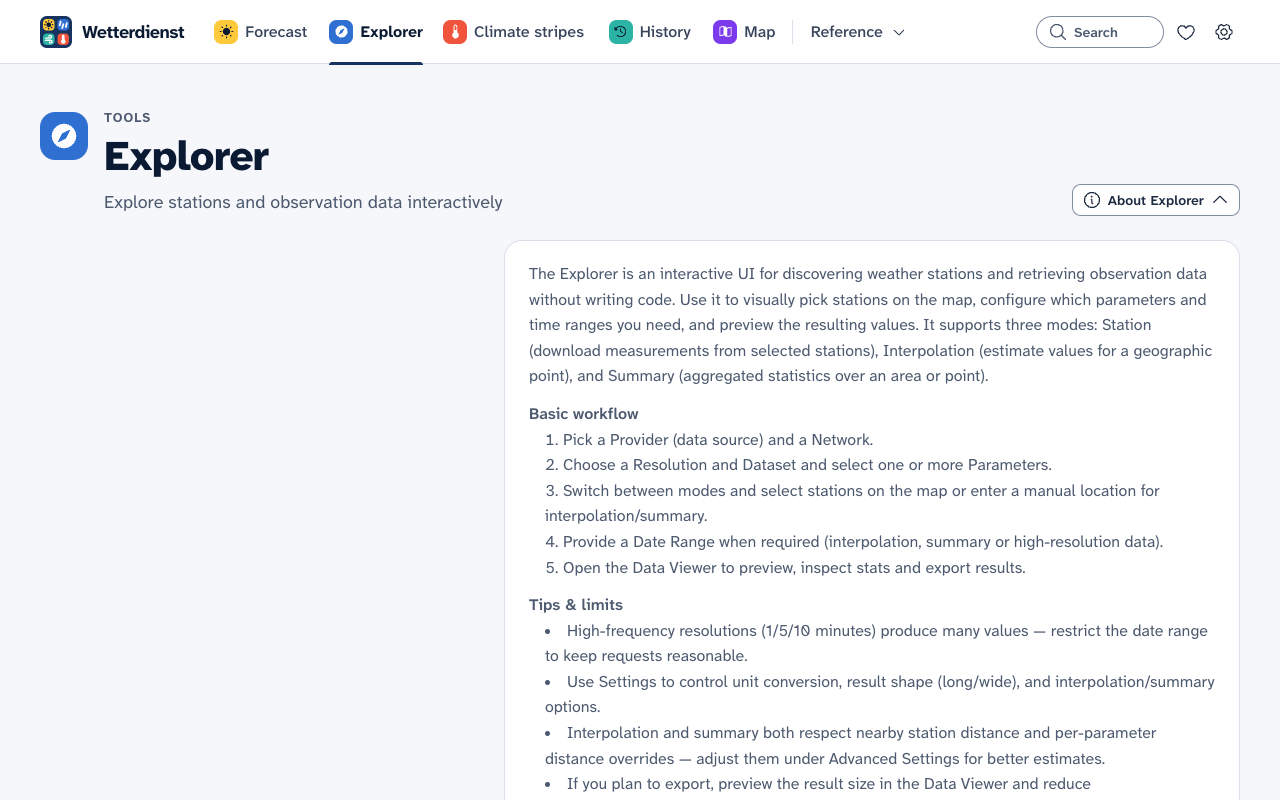 Wetterdienst
Forecast
Explorer
Climate stripes
History
Map
Reference
Search
TOOLS
Explorer
Explore stations and observation data interactively
About Explorer
The Explorer is an interactive UI for discovering weather stations and retrieving observation data
without writing code. Use it to visually pick stations on the map, configure which parameters and
time ranges you need, and preview the resulting values. It supports three modes: Station
(download measurements from selected stations), Interpolation (estimate values for a geographic
point), and Summary (aggregated statistics over an area or point).
Basic workflow
1. Pick a Provider (data source) and a Network.
2. Choose a Resolution and Dataset and select one or more Parameters.
3. Switch between modes and select stations on the map or enter a manual location for
interpolation/summary.
4. Provide a Date Range when required (interpolation, summary or high-resolution data).
5. Open the Data Viewer to preview, inspect stats and export results.
Tips & limits
• High-frequency resolutions (1/5/10 minutes) produce many values — restrict the date range
to keep requests reasonable.
• Use Settings to control unit conversion, result shape (long/wide), and interpolation/summary
options.
• Interpolation and summary both respect nearby station distance and per-parameter
distance overrides — adjust them under Advanced Settings for better estimates.
• If you plan to export, preview the result size in the Data Viewer and reduce